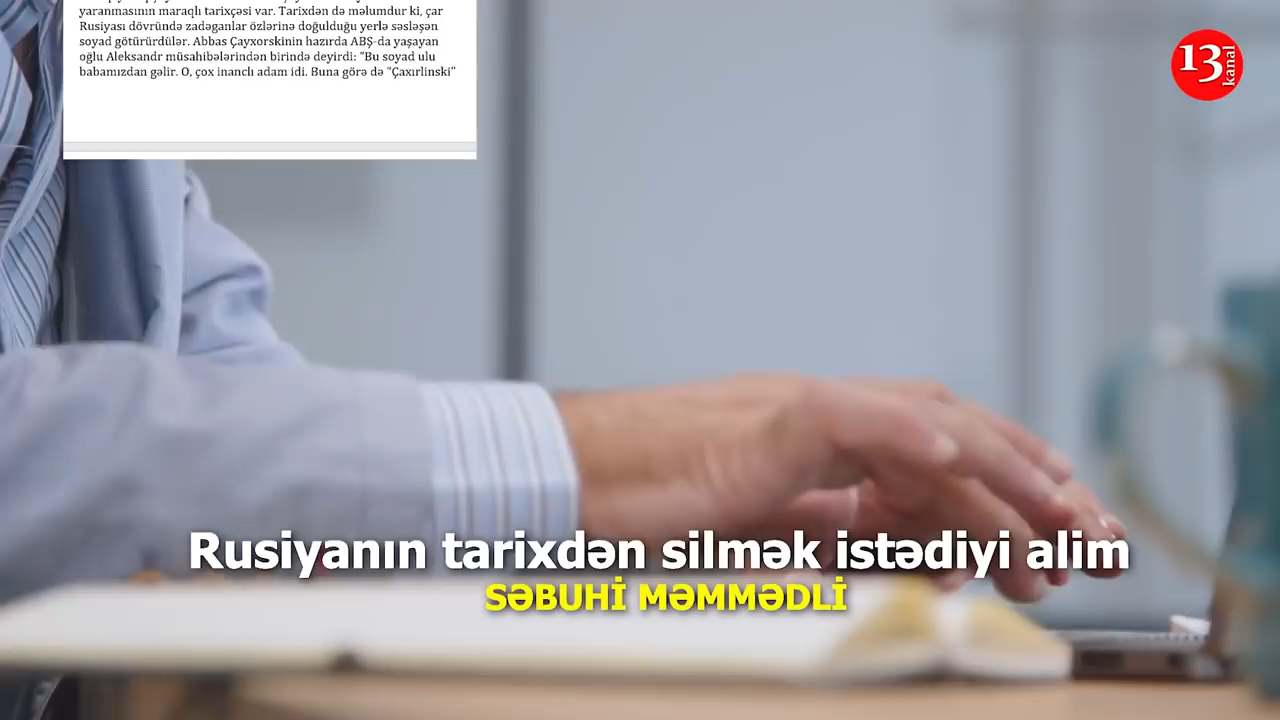 yaranmasının maraqlı tarixçəsi var. Tarixdən də məlumdur ki, çar
Rusiyası dövründə zadəganlar özlərinə doğulduğu yerlə səsləşən
soyad götürürdülər. Abbas Çayxorskinin hazırda ABŞ-da yaşayan
oğlu Aleksandr müsahibələrindən birində deyirdi: “Bu soyad ulu
babamızdan gəlir. O, çox inanclı adam idi. Buna görə də “Çaxırlinski”
13
kanal
Rusiyanın tarixdən silmək istədiyi alim
SƏBUHİ MƏMMƏDLİ